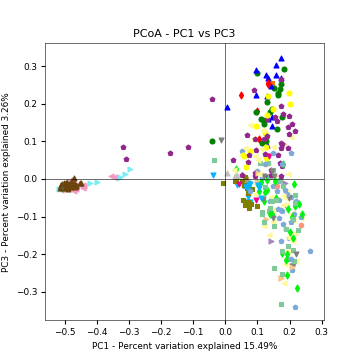 PCoA - PC1 vs PC3
PC3 - Percent variation explained 3.26%
0.3
0.2
0.1
0.0
−0.1
−0.2
−0.3
−0.5 −0.4 −0.3 −0.2 −0.1 0.0 0.1 0.2 0.3
PC1 - Percent variation explained 15.49%